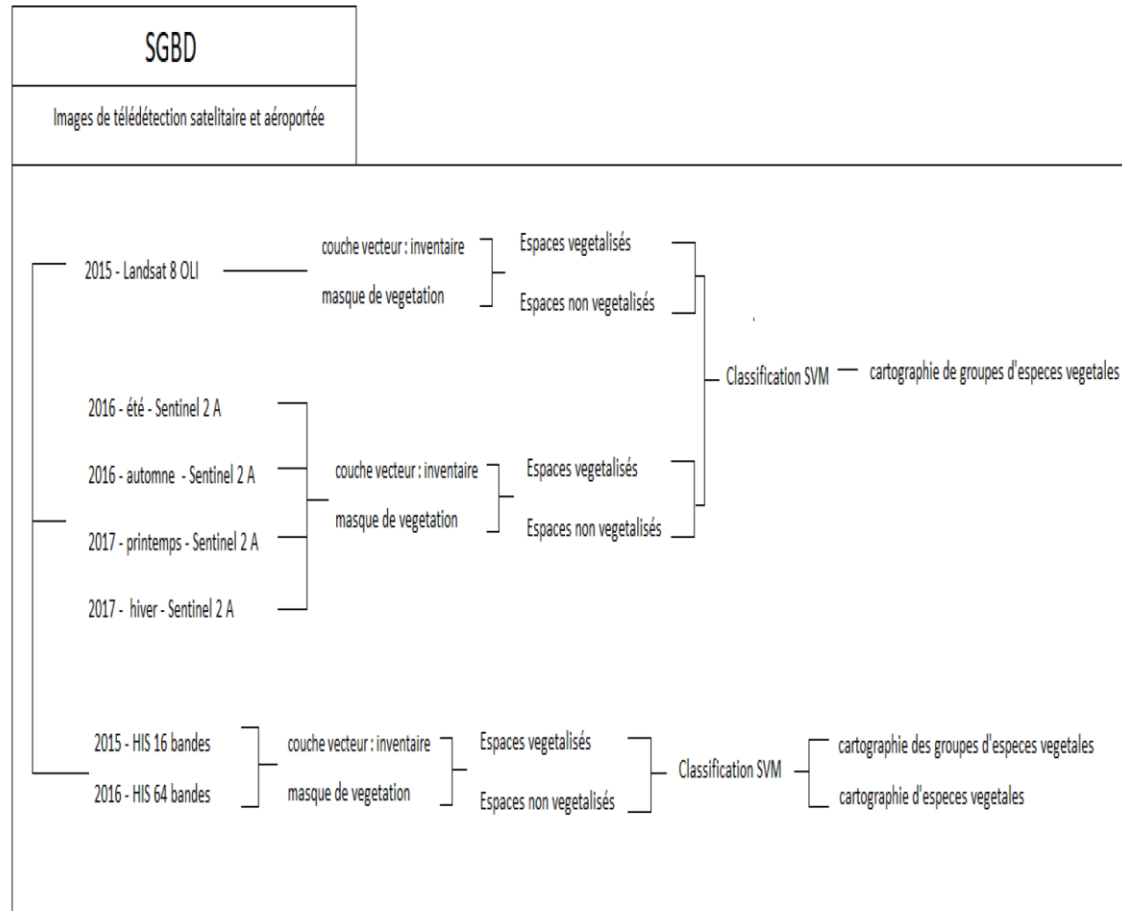 SGBD
Images de télédétection satelitaire et aéroportée
2015 - Landsat 8 OLI
couche vecteur : inventaire
masque de vegetation
Espaces vegetalisés
Espaces non vegetalisés
Classification SVM
cartographie de groupes d'especes vegetales
2016 - été - Sentinel 2 A
2016 - automne - Sentinel 2 A
2017 - printemps - Sentinel 2 A
2017 - hiver - Sentinel 2 A
couche vecteur : inventaire
masque de vegetation
Espaces vegetalisés
Espaces non vegetalisés
2015 - HIS 16 bandes
2016 - HIS 64 bandes
couche vecteur : inventaire
masque de vegetation
Espaces vegetalisés
Espaces non vegetalisés
Classification SVM
cartographie des groupes d'especes vegetales
cartographie d'especes vegetales